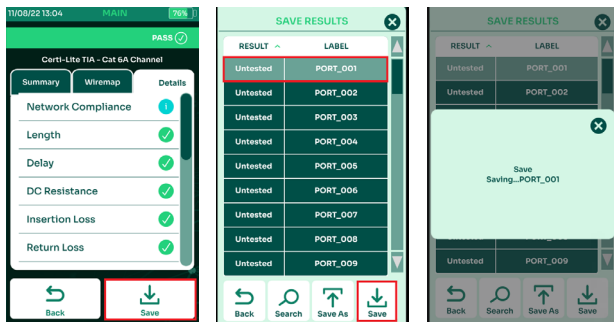 11/08/22 13:04 MAIN 76%
PASS
Certi-Lite TIA - Cat 6A Channel
Summary Wiremap Details
Network Compliance
Length
Delay
DC Resistance
Insertion Loss
Return Loss
Back Save
SAVE RESULTS
RESULT LABEL
Untested PORT_001
Untested PORT_002
Untested PORT_003
Untested PORT_004
Untested PORT_005
Untested PORT_006
Untested PORT_007
Untested PORT_008
Untested PORT_009
Back Search Save As Save
SAVE RESULTS
RESULT LABEL
Untested PORT_001
Untested PORT_002
Save
Saving...PORT_001
Untested PORT_009
Back Search Save As Save